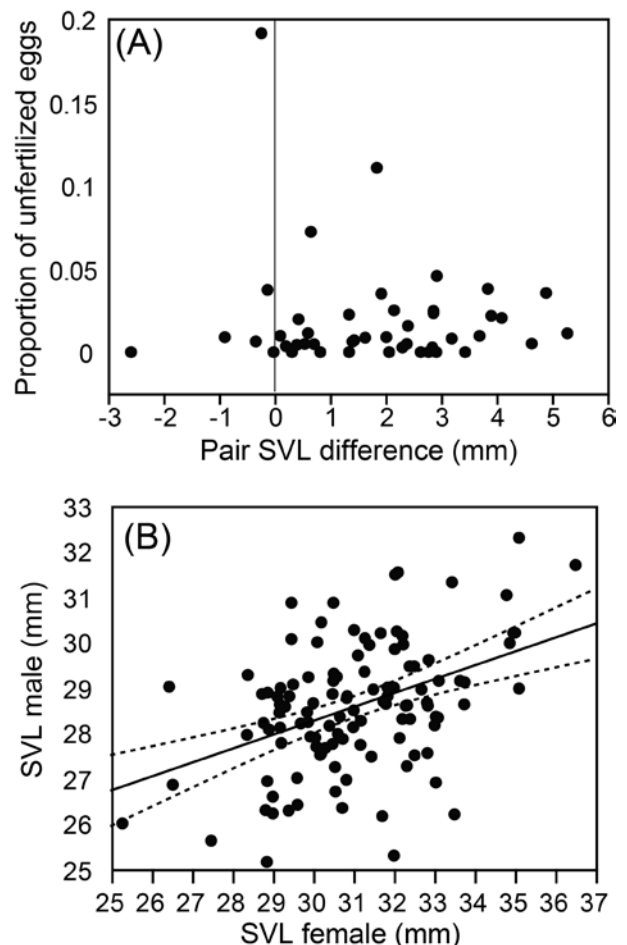 (A)
Proportion of unfertilized eggs
0.2
0.15
0.1
0.05
0
-3 -2 -1 0 1 2 3 4 5 6
Pair SVL difference (mm)
(B)
SVL male (mm)
33
32
31
30
29
28
27
26
25
25 26 27 28 29 30 31 32 33 34 35 36 37
SVL female (mm)